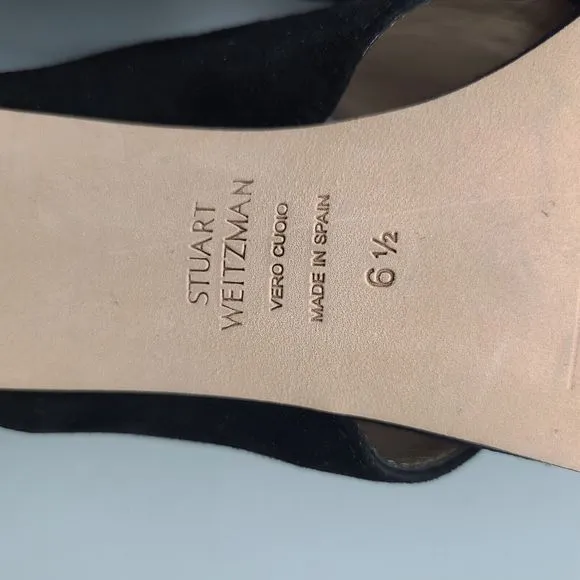 STUART
WEITZMAN
VERO CUOIO
MADE IN SPAIN
6 ½